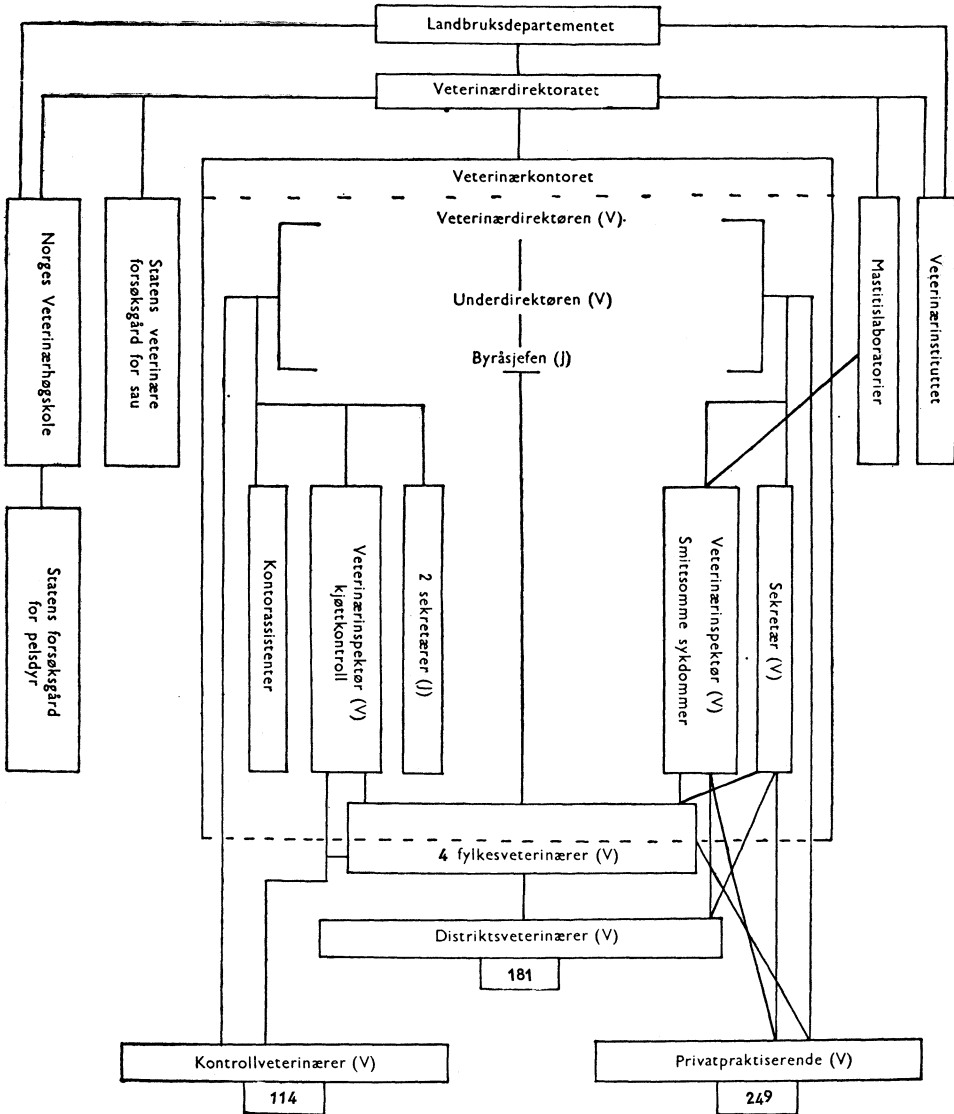 Landbruksdepartementet
Veterinærdirektoratet
Veterinærkontoret
Veterinærdirektøren (V).
Underdirektøren (V)
Byråsjefen (J)
Norges Veterinærhøgskole
Statens veterinære
forsøksgård for sau
Mastitislaboratorier
Veterinærinstituttet
Statens forsøksgård
for pelsdyr
Kontorassistenter
Veterinærinspektør (V)
kjøttkontroll
2 sekretærer (J)
Veterinærinspektør (V)
Smittsomme sykdommer
Sekretær (V)
4 fylkesveterinærer (V)
Distriktsveterinærer (V)
181
Kontrollveterinærer (V)
114
Privatpraktiserende (V)
249